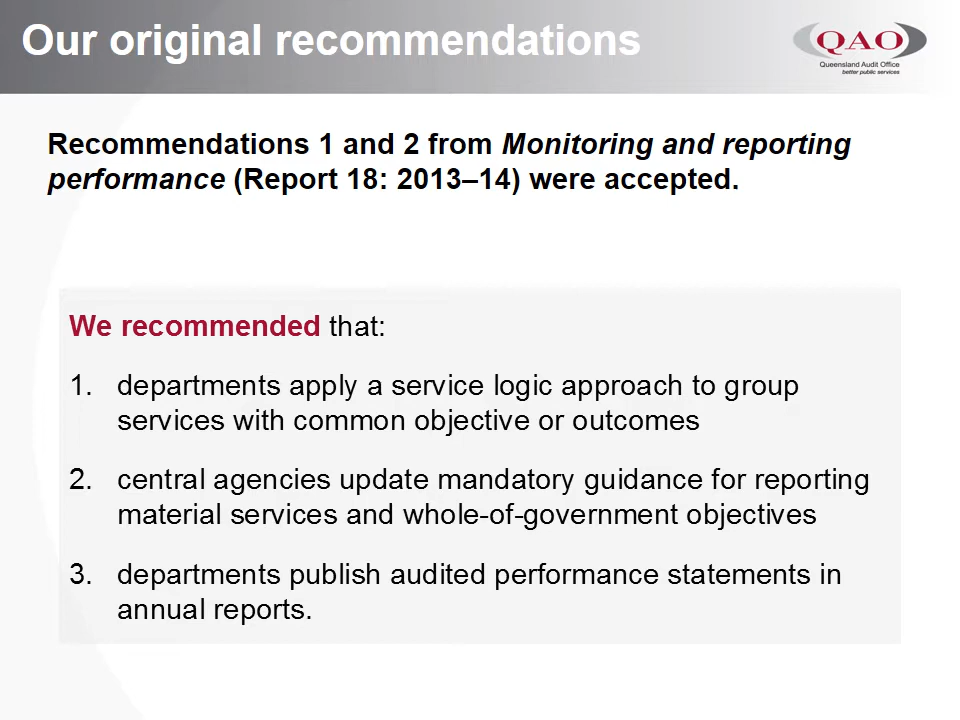 Our original recommendations
QAO
Queensland Audit Office
better public services
Recommendations 1 and 2 from Monitoring and reporting
performance (Report 18: 2013–14) were accepted.
We recommended that:
1. departments apply a service logic approach to group
services with common objective or outcomes
2. central agencies update mandatory guidance for reporting
material services and whole-of-government objectives
3. departments publish audited performance statements in
annual reports.